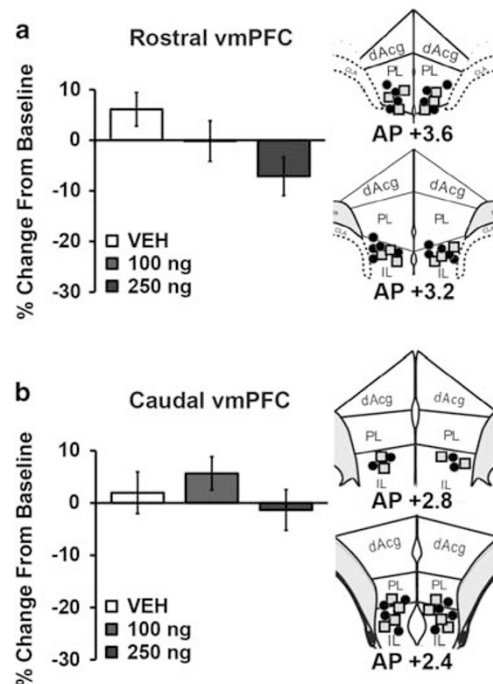 a
Rostral vmPFC
% Change From Baseline
10
0
-10
-20
-30
VEH
100 ng
250 ng
dAcg dAcg
PL PL
CLA
AP +3.6
dAcg dAcg
PL PL
CLA
IL IL
AP +3.2
b
Caudal vmPFC
% Change From Baseline
10
0
-10
-20
-30
VEH
100 ng
250 ng
dAcg dAcg
PL PL
IL IL
AP +2.8
dAcg dAcg
PL PL
IL IL
AP +2.4